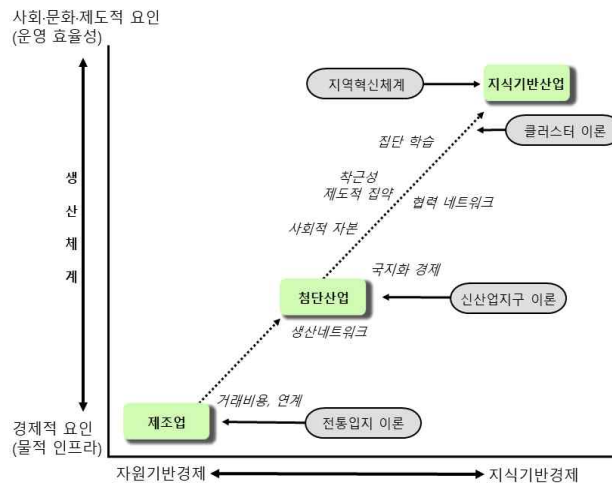 사회·문화·제도적 요인
(운영 효율성)
지역혁신체계
지식기반산업
클러스터 이론
집단 학습
착근성
제도적 집약
협력 네트워크
사회적 자본
생
산
체
계
국지화 경제
첨단산업
신산업지구 이론
생산네트워크
거래비용, 연계
제조업
전통입지 이론
경제적 요인
(물적 인프라)
자원기반경제
지식기반경제